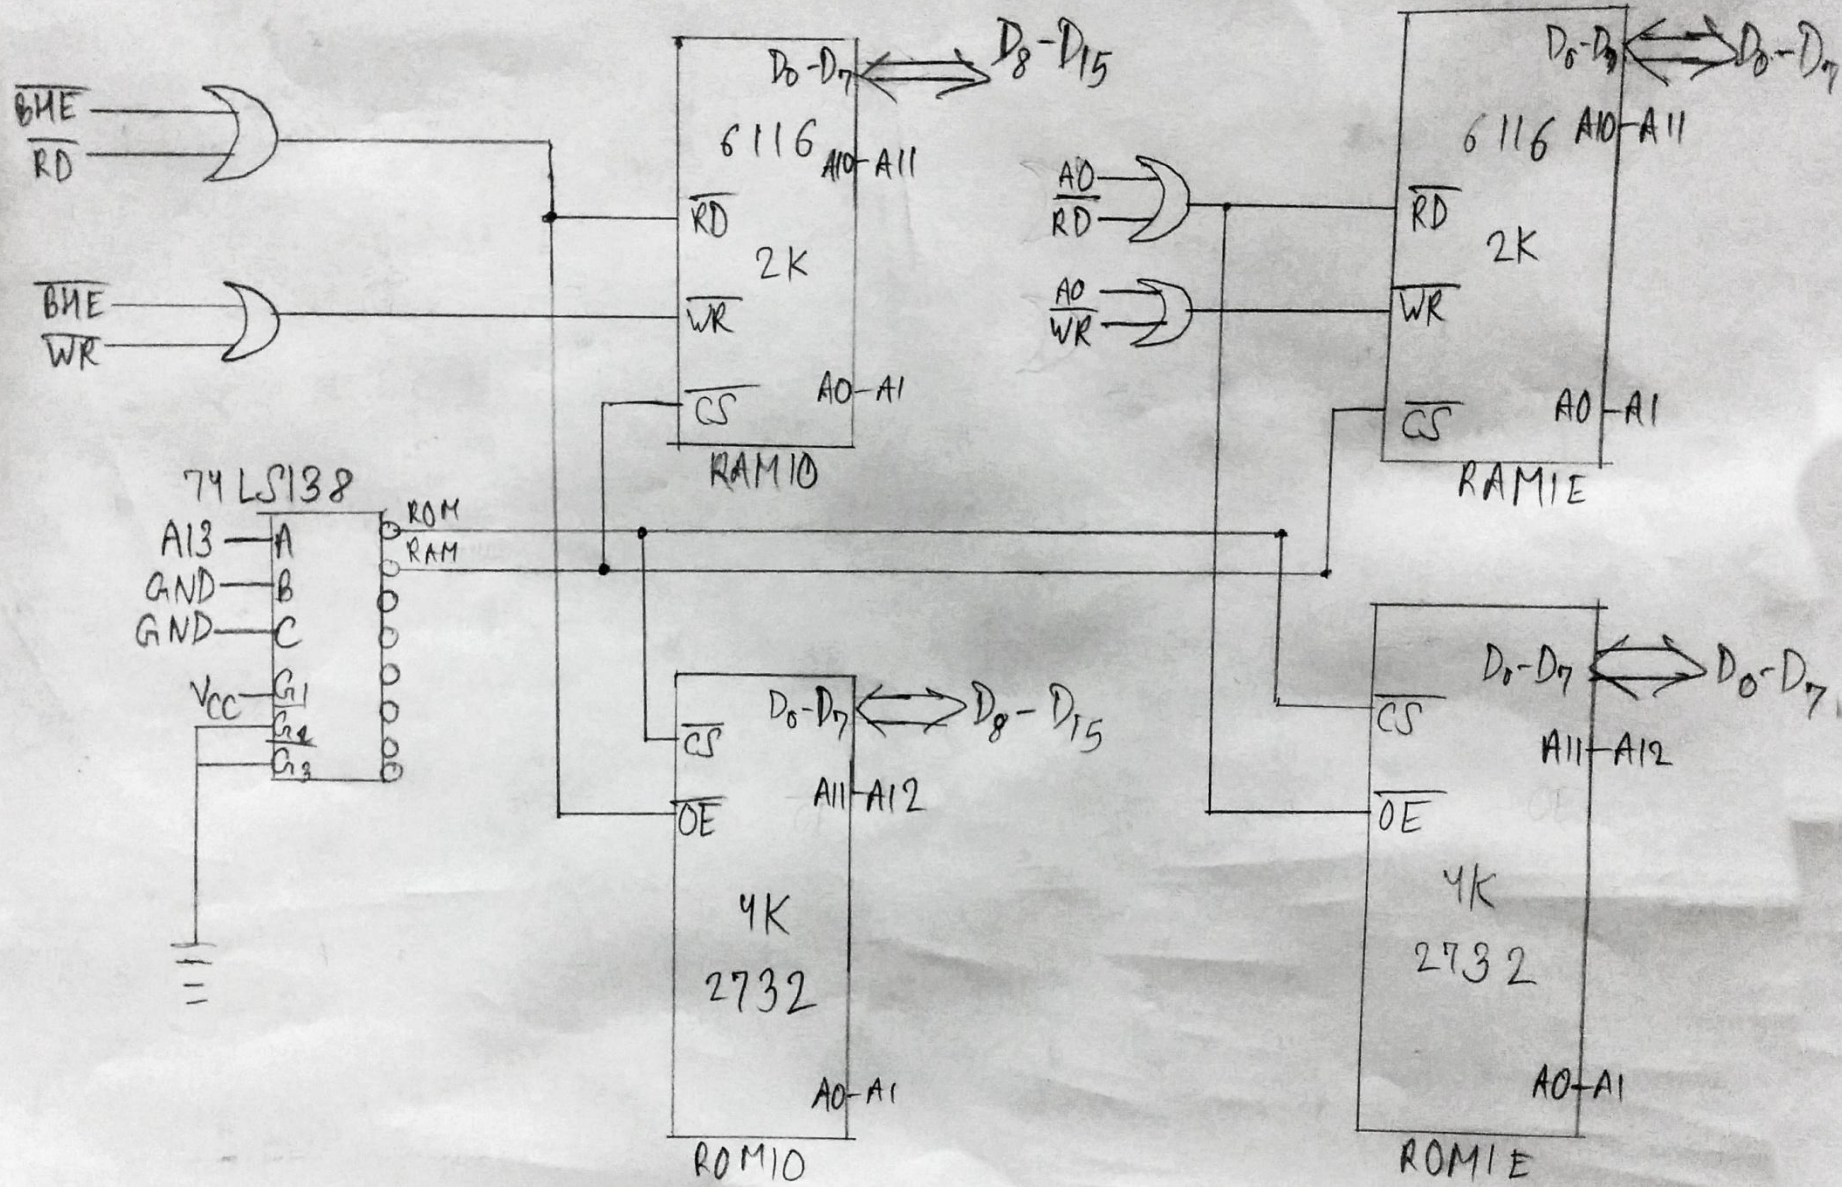 BHE
RD
BHE
WR
D0-D7 D8-D15
6116 A10 A11
RD
2K
WR
A0 A1
CS
RAM10
A0
RD
A0
WR
D0-D7 D0-D7
6116 A10 A11
RD
2K
WR
A0 A1
CS
RAM1E
74LS138
A13 A
GND B
GND C
VCC G1
G2
G3
ROM
RAM
D0-D7 D8-D15
CS
A11 A12
OE
4K
2732
A0 A1
ROM10
D0-D7 D0-D7
CS
A11 A12
OE
4K
2732
A0 A1
ROM1E